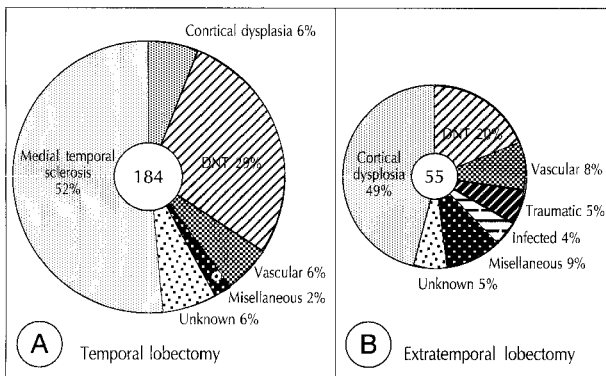 Conrtical dysplasia 6%
DNT 29%
Medial temporal
sclerosis
52%
184
Vascular 6%
Misellaneous 2%
Unknown 6%
A
Temporal lobectomy
DNT 20%
Cortical
dysplosia
49%
55
Vascular 8%
Traumatic 5%
Infected 4%
Misellaneous 9%
Unknown 5%
B
Extratemporal lobectomy